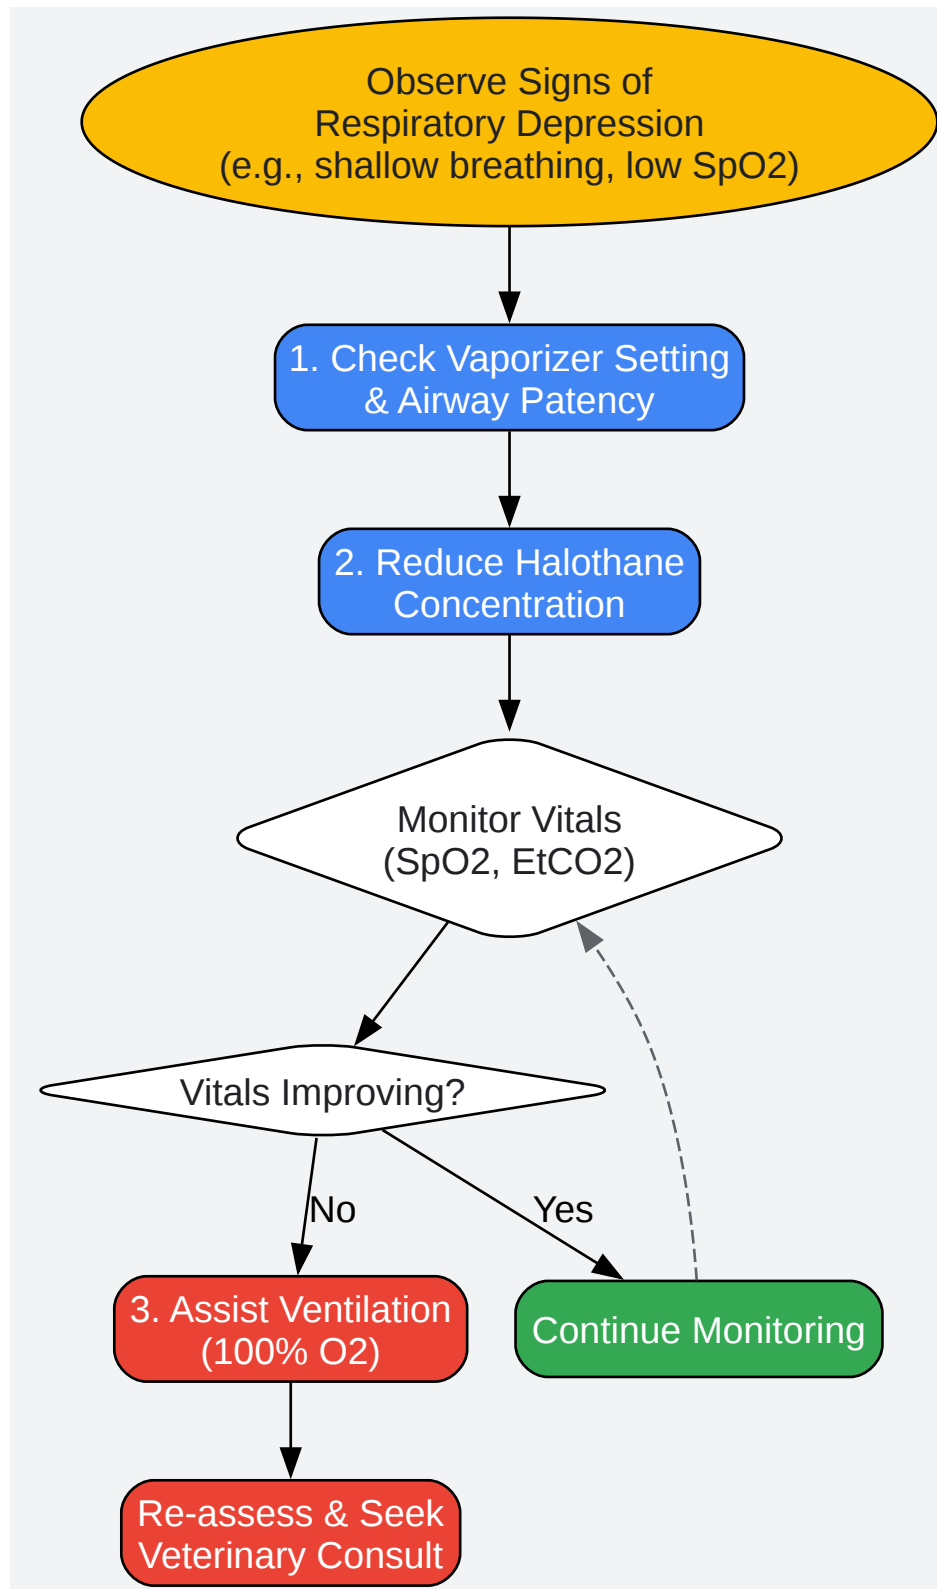 Observe Signs of
Respiratory Depression
(e.g., shallow breathing, low SpO2)
1. Check Vaporizer Setting
& Airway Patency
2. Reduce Halothane
Concentration
Monitor Vitals
(SpO2, EtCO2)
Vitals Improving?
No
Yes
3. Assist Ventilation
(100% O2)
Continue Monitoring
Re-assess & Seek
Veterinary Consult